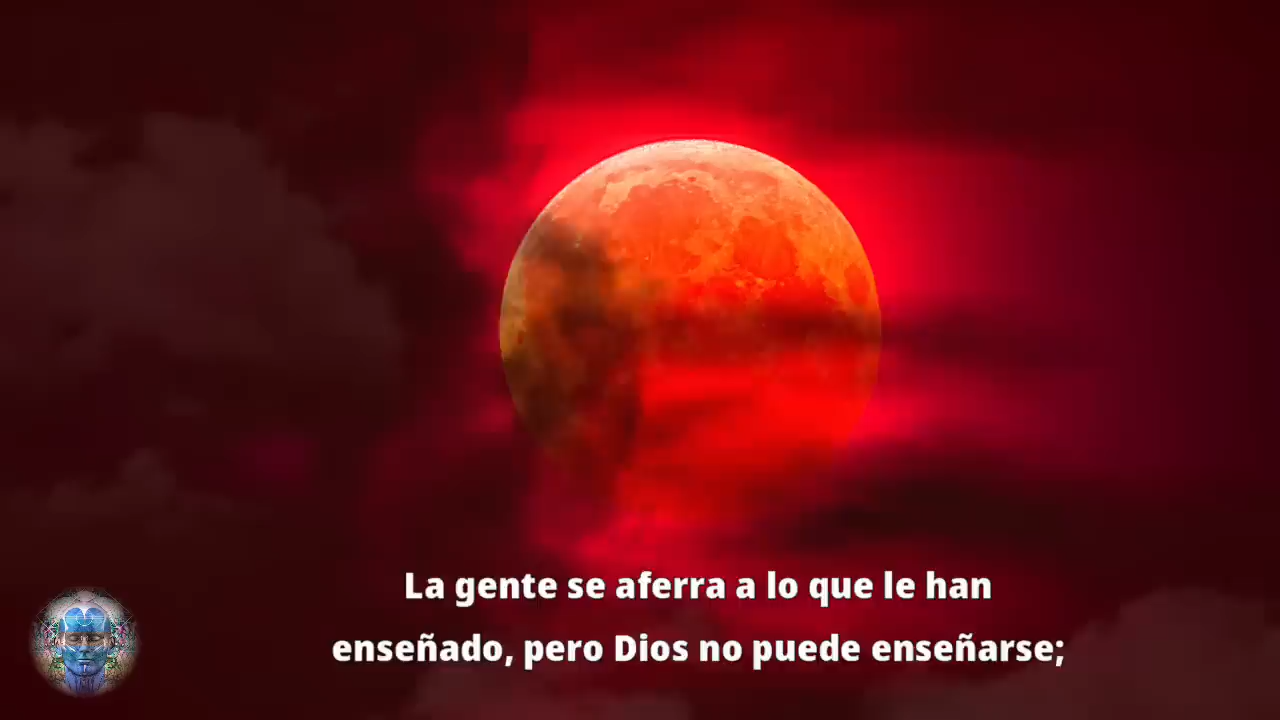 La gente se aferra a lo que le han
enseñado, pero Dios no puede enseñarse;